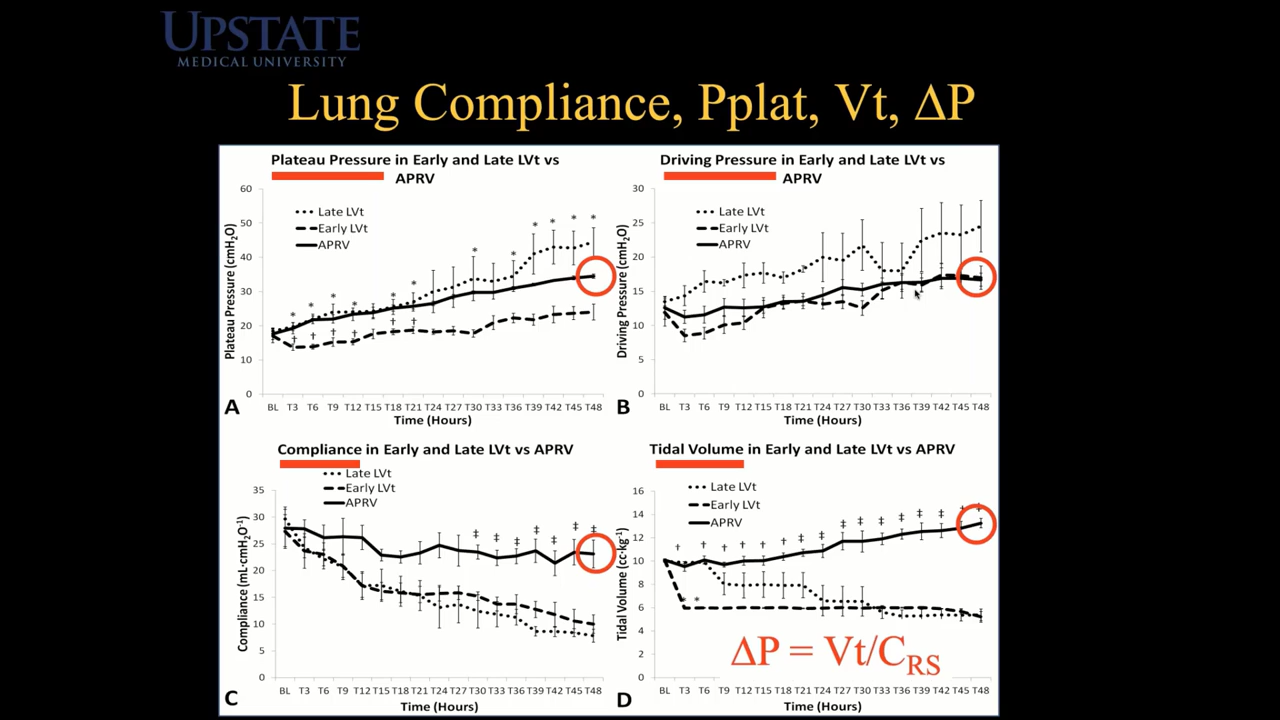 UPSTATE
MEDICAL UNIVERSITY
Lung Compliance, Pplat, Vt, ΔP
Plateau Pressure in Early and Late LVt vs
APRV
Plateau Pressure (cmH₂O)
60
50
40
30
20
10
0
Late LVt
Early LVt
APRV
* * * * * * * * * * * *
† † † † † †
BL T3 T6 T9 T12 T15 T18 T21 T24 T27 T30 T33 T36 T39 T42 T45 T48
A
Time (Hours)
Driving Pressure in Early and Late LVt vs
APRV
Driving Pressure (cmH₂O)
30
25
20
15
10
5
0
Late LVt
Early LVt
APRV
BL T3 T6 T9 T12 T15 T18 T21 T24 T27 T30 T33 T36 T39 T42 T45 T48
B
Time (Hours)
Compliance in Early and Late LVt vs APRV
Compliance (mL·cmH₂O⁻¹)
Late LVt
Early LVt
APRV
35
30
25
20
15
10
5
0
‡ ‡ ‡ ‡ ‡ ‡ ‡
BL T3 T6 T9 T12 T15 T18 T21 T24 T27 T30 T33 T36 T39 T42 T45 T48
C
Time (Hours)
Tidal Volume in Early and Late LVt vs APRV
Tidal Volume (cc·kg⁻¹)
Late LVt
Early LVt
APRV
16
14
12
10
8
6
4
2
0
† † † † † † ‡ ‡ ‡ ‡ ‡ ‡ ‡ ‡
* *
ΔP = Vt/C_RS
BL T3 T6 T9 T12 T15 T18 T21 T24 T27 T30 T33 T36 T39 T42 T45 T48
D
Time (Hours)